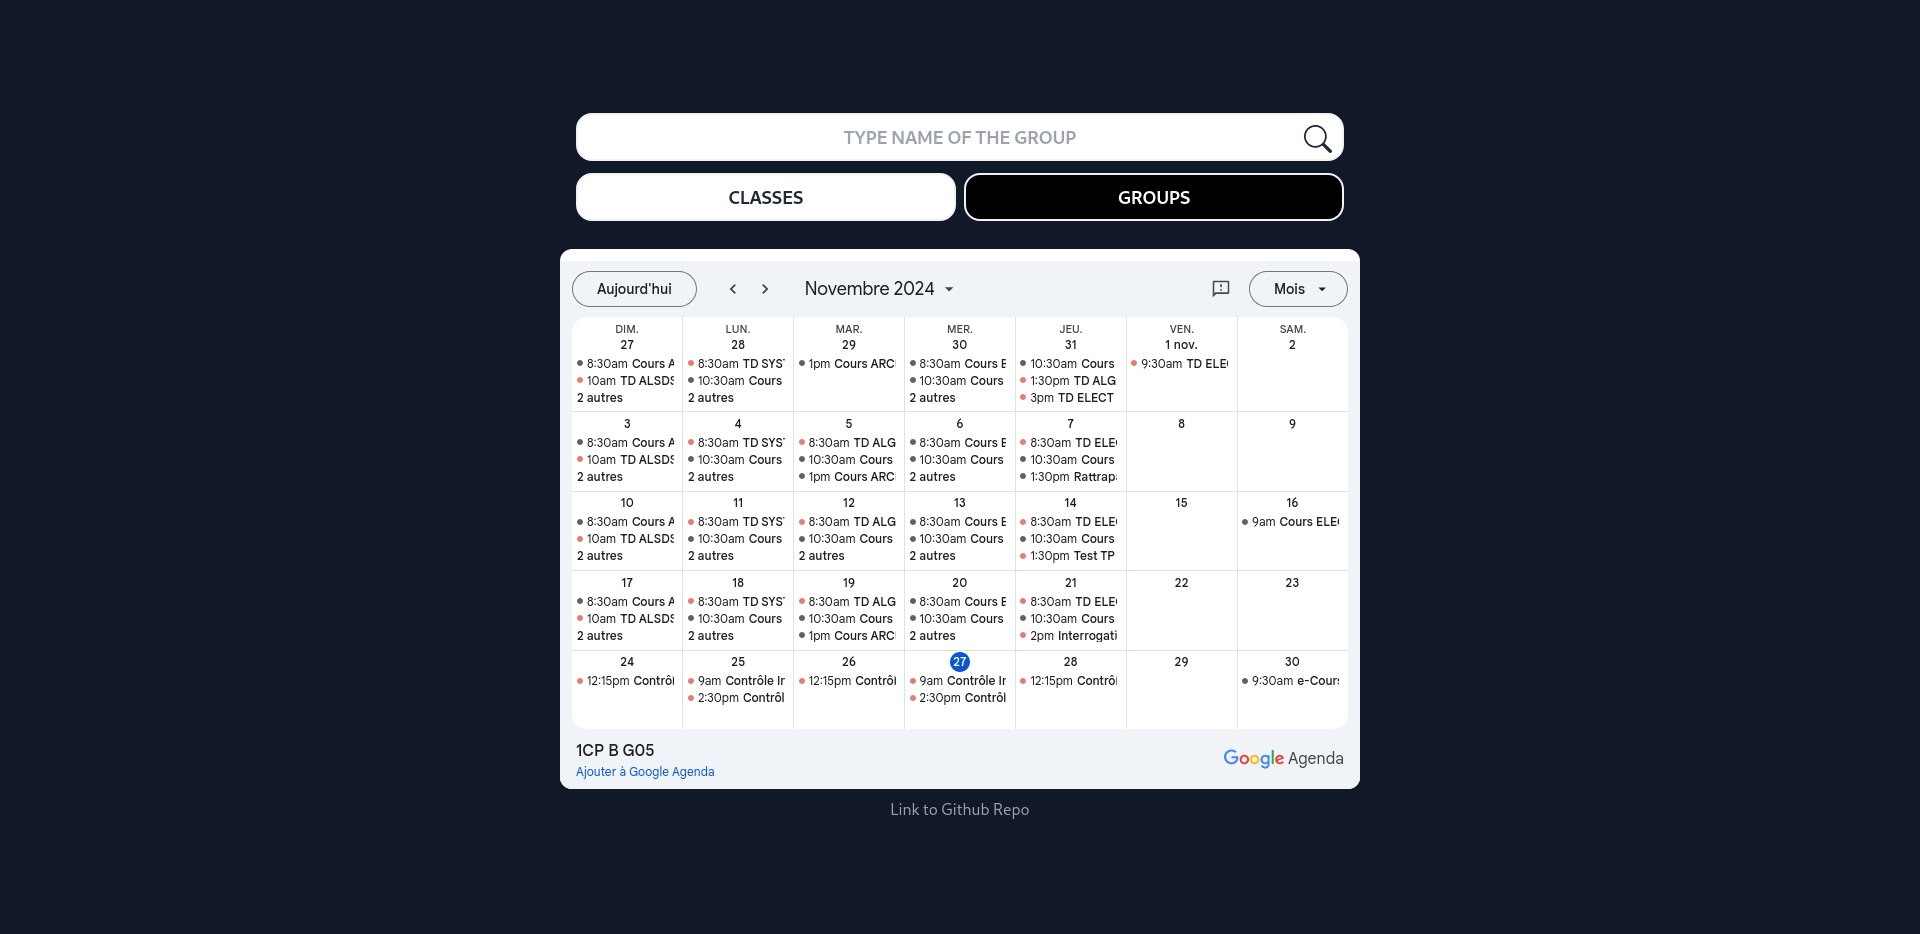 TYPE NAME OF THE GROUP
CLASSES
GROUPS
Aujourd'hui
Novembre 2024
Mois
DIM. LUN. MAR. MER. JEU. VEN. SAM.
27 28 29 30 31 1 nov. 2
8:30am Cours A 8:30am TD SYS 1pm Cours ARC 8:30am Cours E 10:30am Cours 9:30am TD ELE
10am TD ALDS 10:30am Cours 10:30am Cours 1:30pm TD ALG
2 autres 2 autres 2 autres 3pm TD ELECT
3 4 5 6 7 8 9
8:30am Cours A 8:30am TD SYS 8:30am TD ALG 8:30am Cours E 8:30am TD ELE
10am TD ALSDS 10:30am Cours 10:30am Cours 10:30am Cours 10:30am Cours
2 autres 2 autres 1pm Cours ARC 2 autres 1:30pm Rattrap
10 11 12 13 14 15 16
8:30am Cours A 8:30am TD SYS 8:30am TD ALG 8:30am Cours E 8:30am TD ELE 9am Cours ELE
10am TD ALSDS 10:30am Cours 10:30am Cours 10:30am Cours 10:30am Cours
2 autres 2 autres 2 autres 2 autres 1:30pm Test TP
17 18 19 20 21 22 23
8:30am Cours A 8:30am TD SYS 8:30am TD ALG 8:30am Cours E 8:30am TD ELE
10am TD ALSDS 10:30am Cours 10:30am Cours 10:30am Cours 10:30am Cours
2 autres 2 autres 1pm Cours ARC 2 autres 2pm Interrogati
24 25 26 27 28 29 30
12:15pm Contrôl 9am Contrôle In 12:15pm Contrôl 9am Contrôle In 12:15pm Contrôl 9:30am e-Cours
2:30pm Contrôl 2:30pm Contrôl
1CP B G05
Ajouter à Google Agenda
Google Agenda
Link to Github Repo